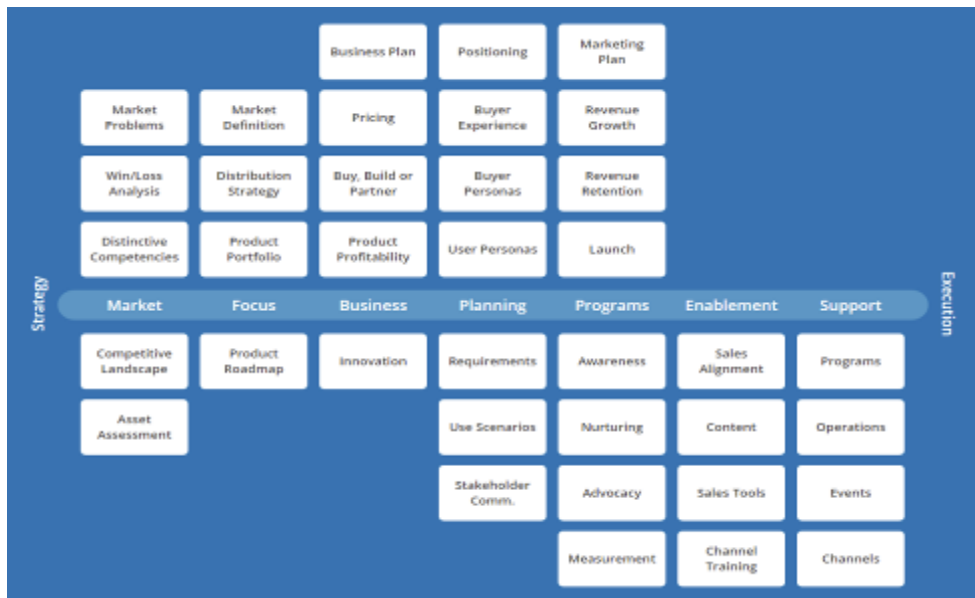 Business Plan
Positioning
Marketing
Plan
Market
Problems
Market
Definition
Pricing
Buyer
Experience
Revenue
Growth
Win/Loss
Analysis
Distribution
Strategy
Buy, Build or
Partner
Buyer
Personas
Revenue
Retention
Distinctive
Competencies
Product
Portfolio
Product
Profitability
User Personas
Launch
Strategy
Market
Focus
Business
Planning
Programs
Enablement
Support
Execution
Competitive
Landscape
Product
Roadmap
Innovation
Requirements
Awareness
Sales
Alignment
Programs
Asset
Assessment
Use Scenarios
Nurturing
Content
Operations
Stakeholder
Comm.
Advocacy
Sales Tools
Events
Measurement
Channel
Training
Channels